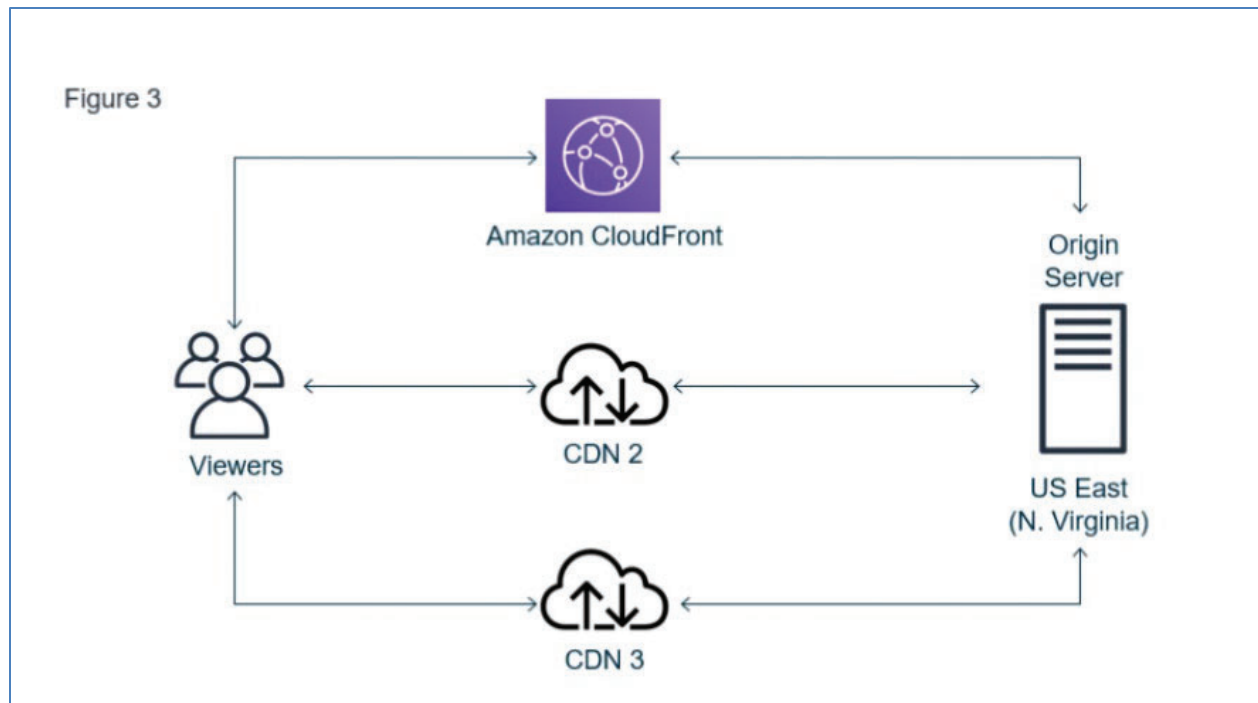 Figure 3
Amazon CloudFront
Origin
Server
Viewers
CDN 2
US East
(N. Virginia)
CDN 3